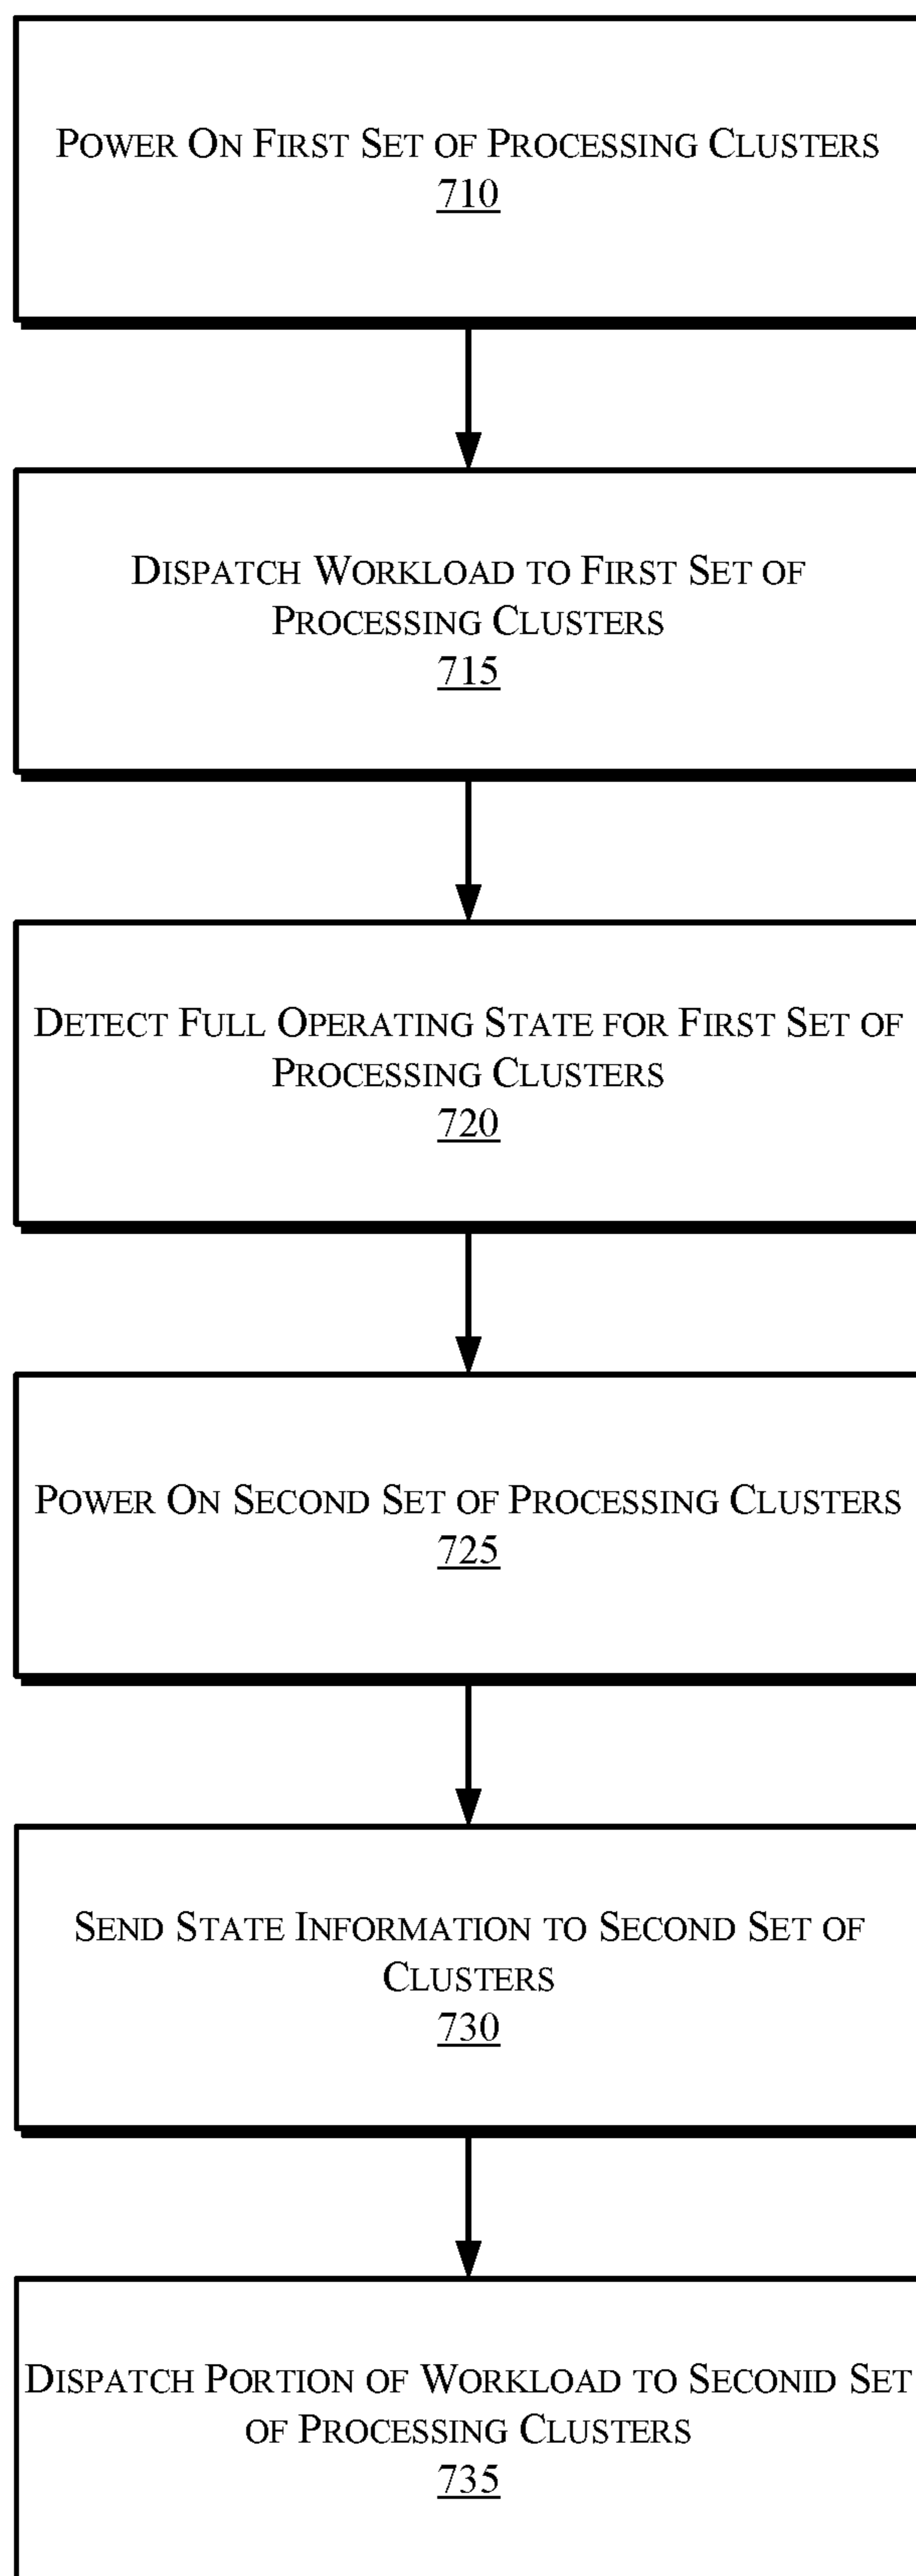 POWER ON FIRST SET OF PROCESSING CLUSTERS
710
DISPATCH WORKLOAD TO FIRST SET OF
PROCESSING CLUSTERS
715
DETECT FULL OPERATING STATE FOR FIRST SET OF
PROCESSING CLUSTERS
720
POWER ON SECOND SET OF PROCESSING CLUSTERS
725
SEND STATE INFORMATION TO SECOND SET OF
CLUSTERS
730
DISPATCH PORTION OF WORKLOAD TO SECONID SET
OF PROCESSING CLUSTERS
735